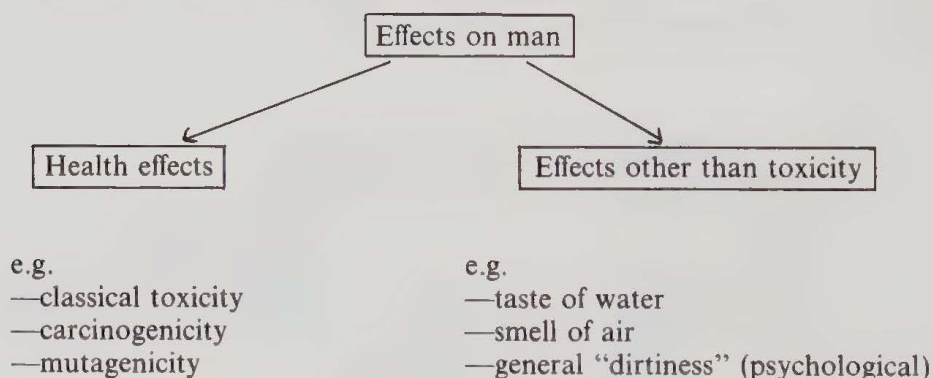 Effects on man
Health effects
Effects other than toxicity
e.g.
—classical toxicity
—carcinogenicity
—mutagenicity
e.g.
—taste of water
—smell of air
—general “dirtiness” (psychological)